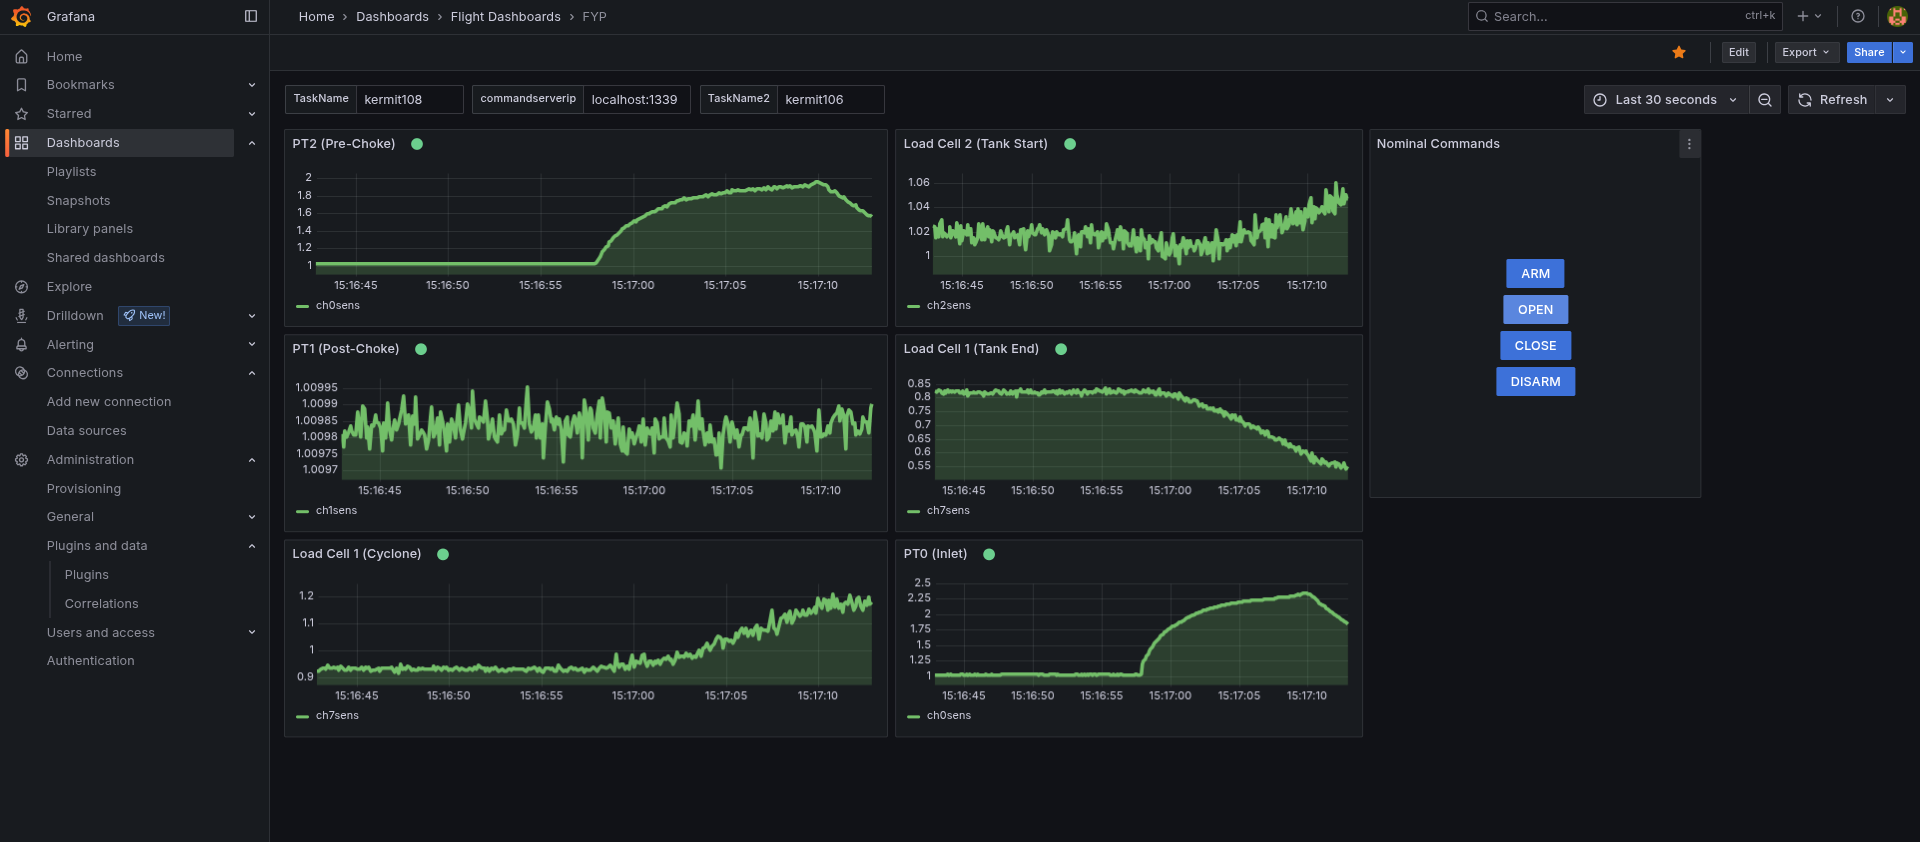 Grafana
Home › Dashboards › Flight Dashboards › FYP
Search...
ctrl+k
Home
Bookmarks
Starred
Dashboards
Playlists
Snapshots
Library panels
Shared dashboards
Explore
Drilldown
New!
Alerting
Connections
Add new connection
Data sources
Administration
Provisioning
General
Plugins and data
Plugins
Correlations
Users and access
Authentication
Edit
Export
Share
TaskName kermit108
commandserverip localhost:1339
TaskName2 kermit106
Last 30 seconds
Refresh
PT2 (Pre-Choke)
2
1.8
1.6
1.4
1.2
1
15:16:45 15:16:50 15:16:55 15:17:00 15:17:05 15:17:10
ch0sens
Load Cell 2 (Tank Start)
1.06
1.04
1.02
1
15:16:45 15:16:50 15:16:55 15:17:00 15:17:05 15:17:10
ch2sens
Nominal Commands
ARM
OPEN
CLOSE
DISARM
PT1 (Post-Choke)
1.00995
1.0099
1.00985
1.0098
1.00975
1.0097
15:16:45 15:16:50 15:16:55 15:17:00 15:17:05 15:17:10
ch1sens
Load Cell 1 (Tank End)
0.85
0.8
0.75
0.7
0.65
0.6
0.55
15:16:45 15:16:50 15:16:55 15:17:00 15:17:05 15:17:10
ch7sens
Load Cell 1 (Cyclone)
1.2
1.1
1
0.9
15:16:45 15:16:50 15:16:55 15:17:00 15:17:05 15:17:10
ch7sens
PT0 (Inlet)
2.5
2.25
2
1.75
1.5
1.25
1
15:16:45 15:16:50 15:16:55 15:17:00 15:17:05 15:17:10
ch0sens